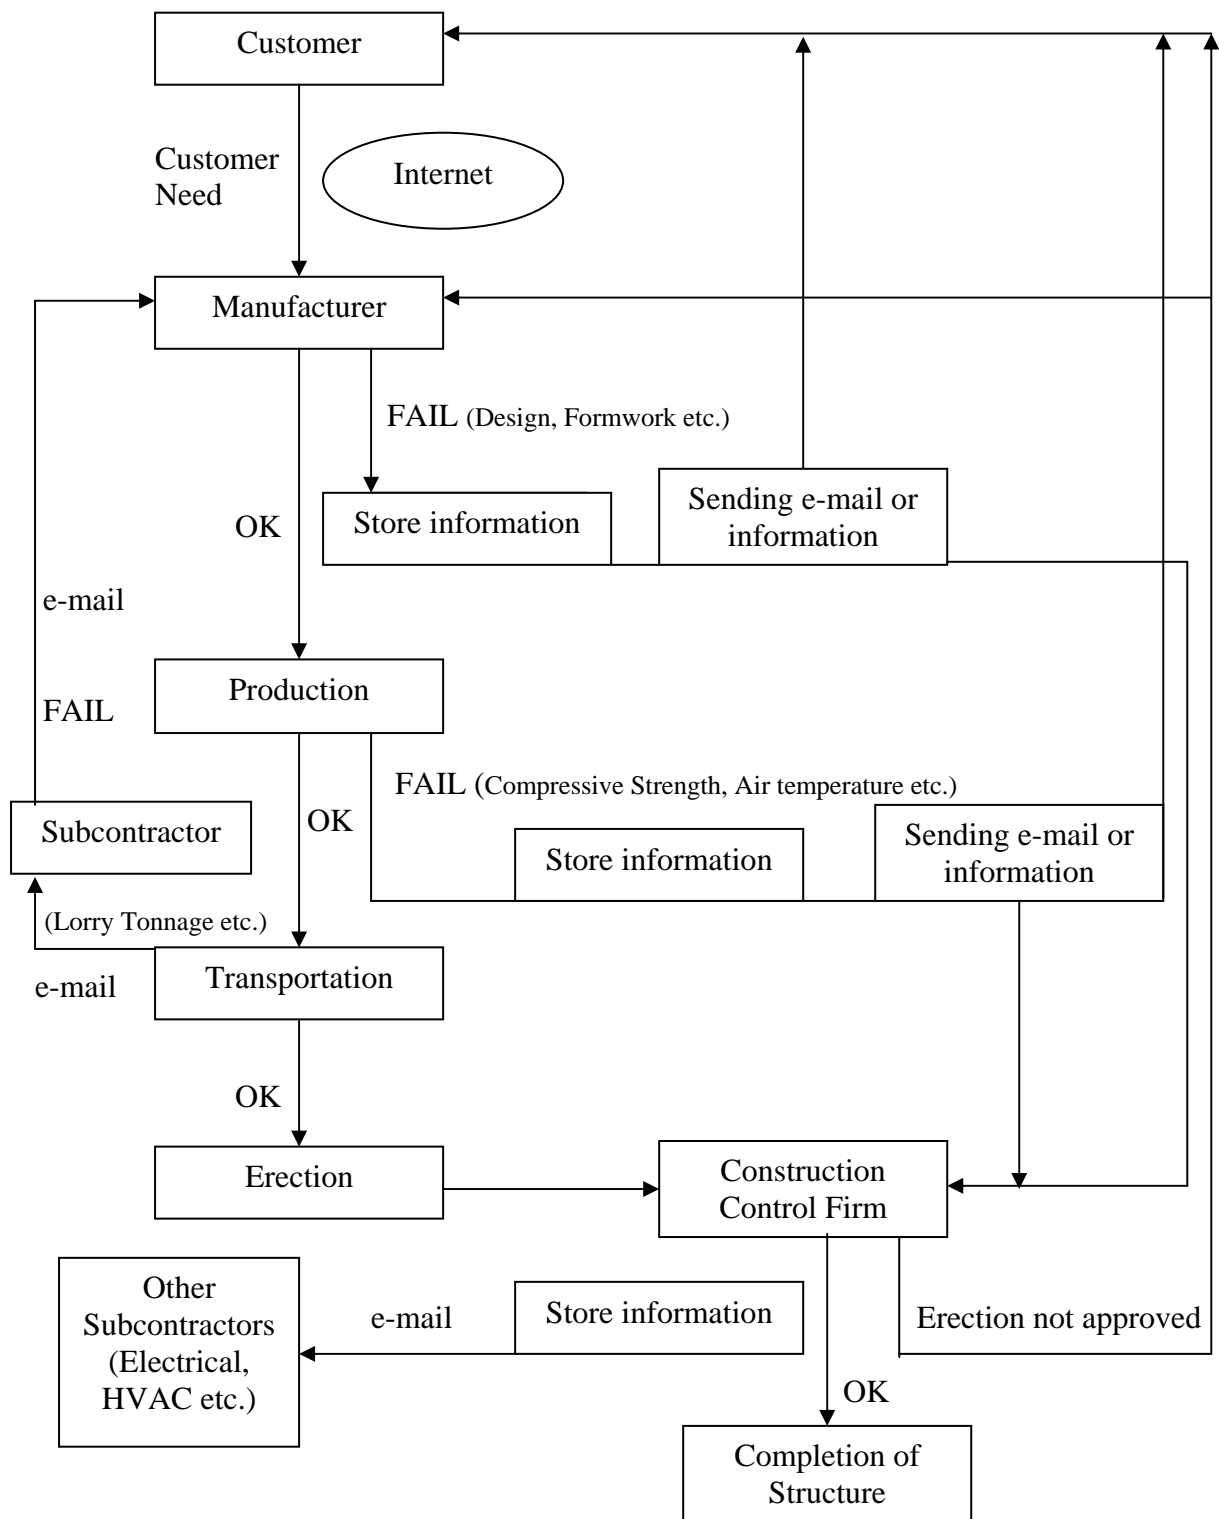 Customer
Customer
Need
Internet
Manufacturer
FAIL (Design, Formwork etc.)
Store information
Sending e-mail or
information
OK
e-mail
Production
FAIL
FAIL (Compressive Strength, Air temperature etc.)
OK
Subcontractor
Store information
Sending e-mail or
information
(Lorry Tonnage etc.)
e-mail
Transportation
OK
Erection
Construction
Control Firm
Other
Subcontractors
(Electrical,
HVAC etc.)
e-mail
Store information
Erection not approved
OK
Completion of
Structure